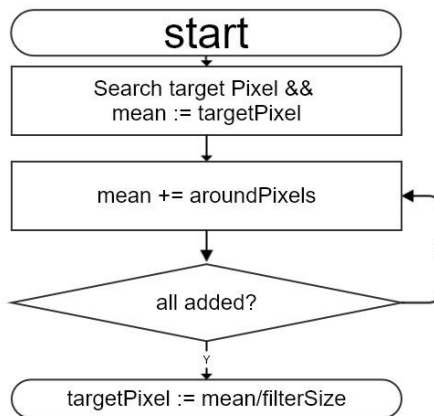 start
Search target Pixel &&
mean := targetPixel
mean += aroundPixels
all added?
Y
targetPixel := mean/filterSize